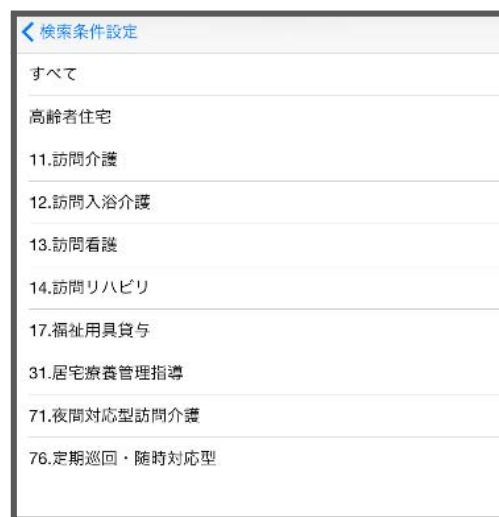 検索条件設定
すべて
高齢者住宅
11.訪問介護
12.訪問入浴介護
13.訪問看護
14.訪問リハビリ
17.福祉用具貸与
31.居宅療養管理指導
71.夜間対応型訪問介護
76.定期巡回・随時対応型